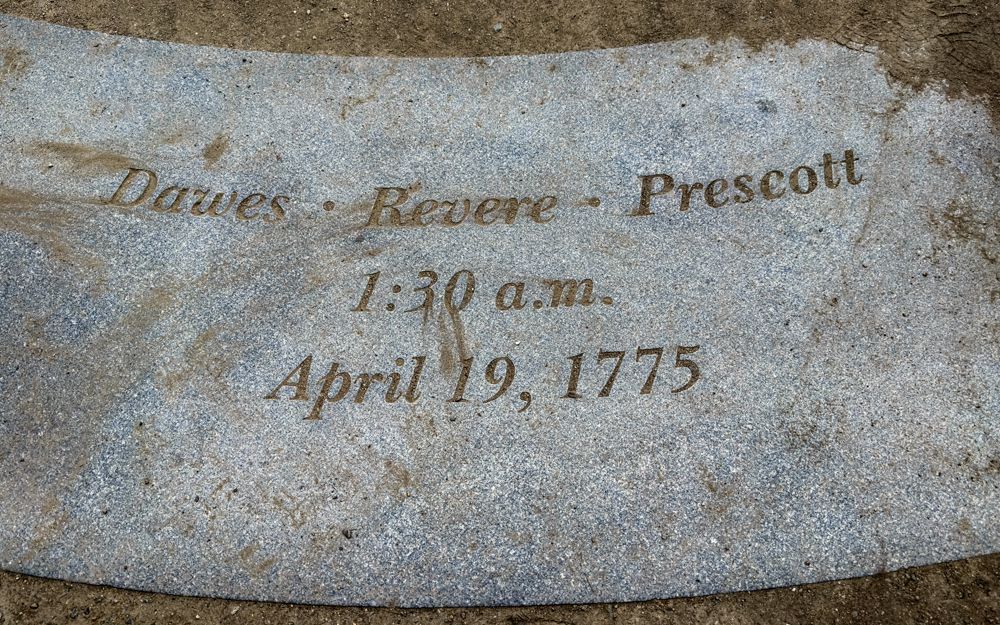 Dawes · Revere · Prescott
1:30 a.m.
April 19, 1775